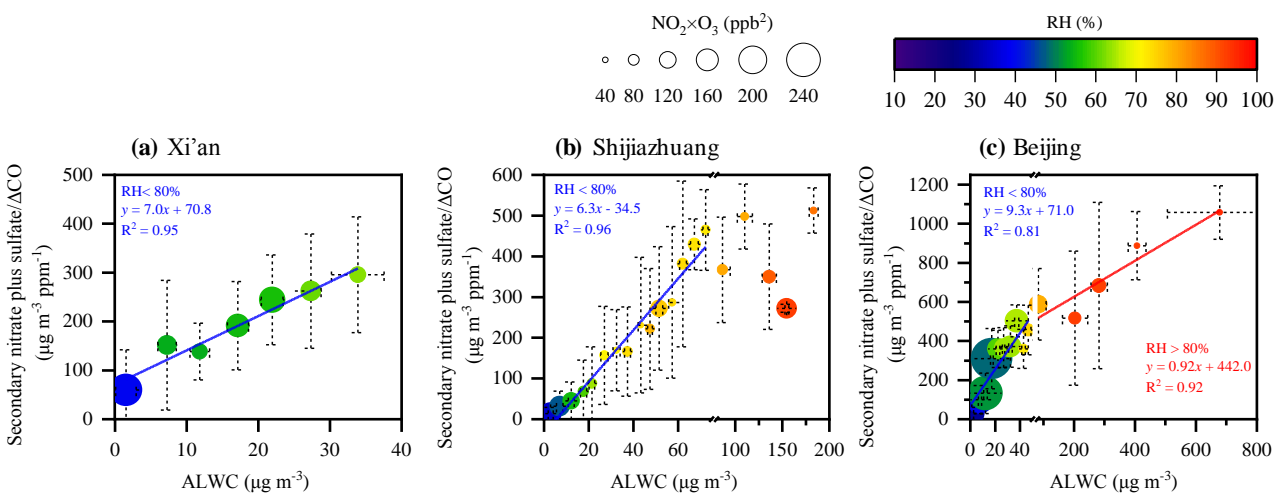 NO₂×O₃ (ppb²)
40 80 120 160 200 240
RH (%)
10 20 30 40 50 60 70 80 90 100
(a) Xi'an
Secondary nitrate plus sulfate/ΔCO
(μg m⁻³ ppm⁻¹)
500
400
300
200
100
0
RH< 80%
y = 7.0x + 70.8
R² = 0.95
0 10 20 30 40
ALWC (μg m⁻³)
(b) Shijiazhuang
Secondary nitrate plus sulfate/ΔCO
(μg m⁻³ ppm⁻¹)
600
500
400
300
200
100
0
RH < 80%
y = 6.3x - 34.5
R² = 0.96
0 20 40 60 100 150 200
ALWC (μg m⁻³)
(c) Beijing
Secondary nitrate plus sulfate/ΔCO
(μg m⁻³ ppm⁻¹)
1200
1000
800
600
400
200
0
RH < 80%
y = 9.3x + 71.0
R² = 0.81
RH > 80%
y = 0.92x + 442.0
R² = 0.92
0 20 40 200 400 600 800
ALWC (μg m⁻³)